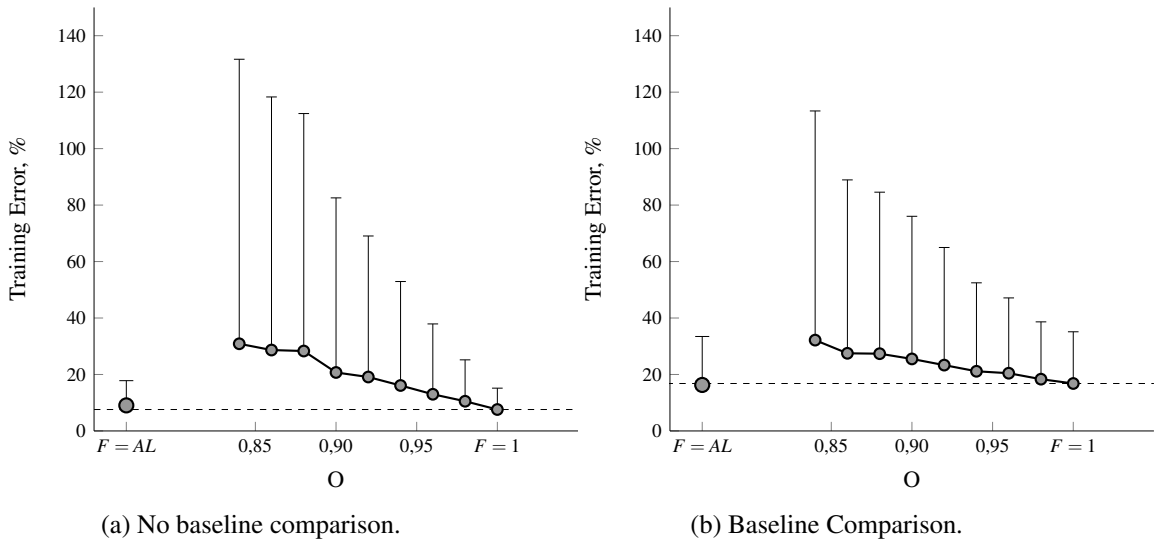 140
120
100
80
60
40
20
0
Training Error, %
F = AL
0,85
0,90
0,95
F = 1
O
(a) No baseline comparison.
140
120
100
80
60
40
20
0
Training Error, %
F = AL
0,85
0,90
0,95
F = 1
O
(b) Baseline Comparison.